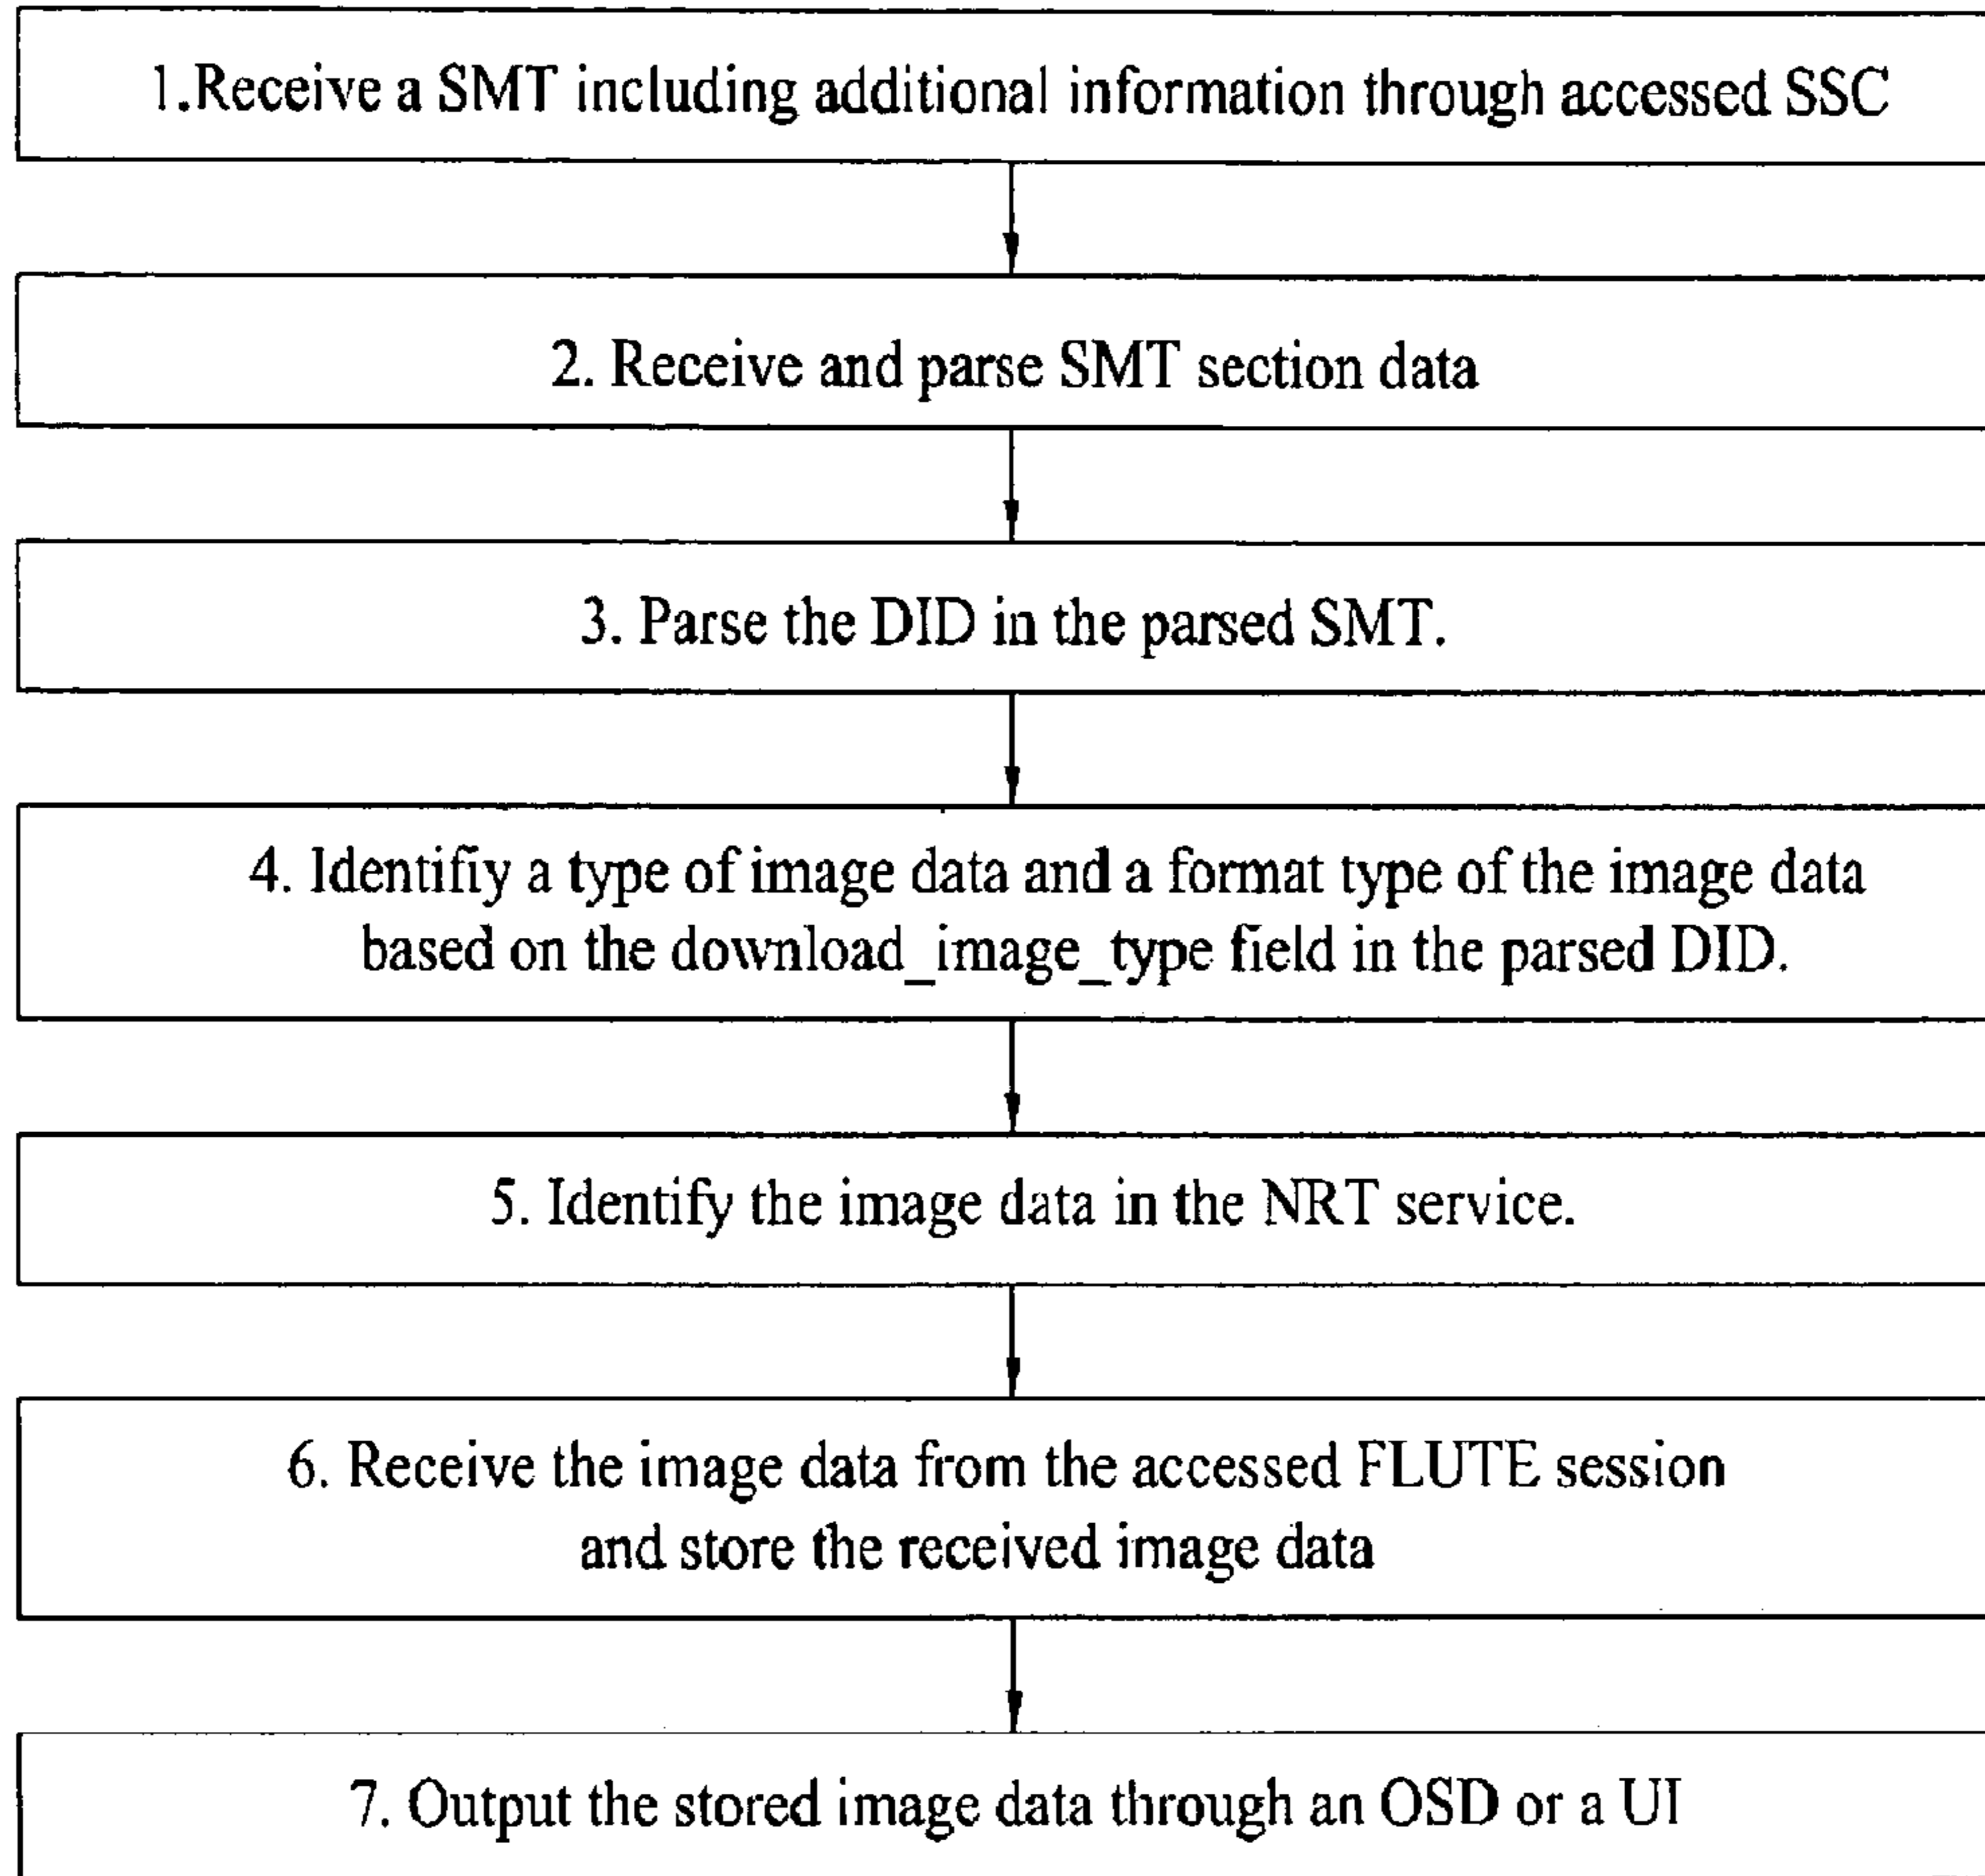 1.Receive a SMT including additional information through accessed SSC
2. Receive and parse SMT section data
3. Parse the DID in the parsed SMT.
4. Identifiy a type of image data and a format type of the image data
based on the download_image_type field in the parsed DID.
5. Identify the image data in the NRT service.
6. Receive the image data from the accessed FLUTE session
and store the received image data
7. Output the stored image data through an OSD or a UI